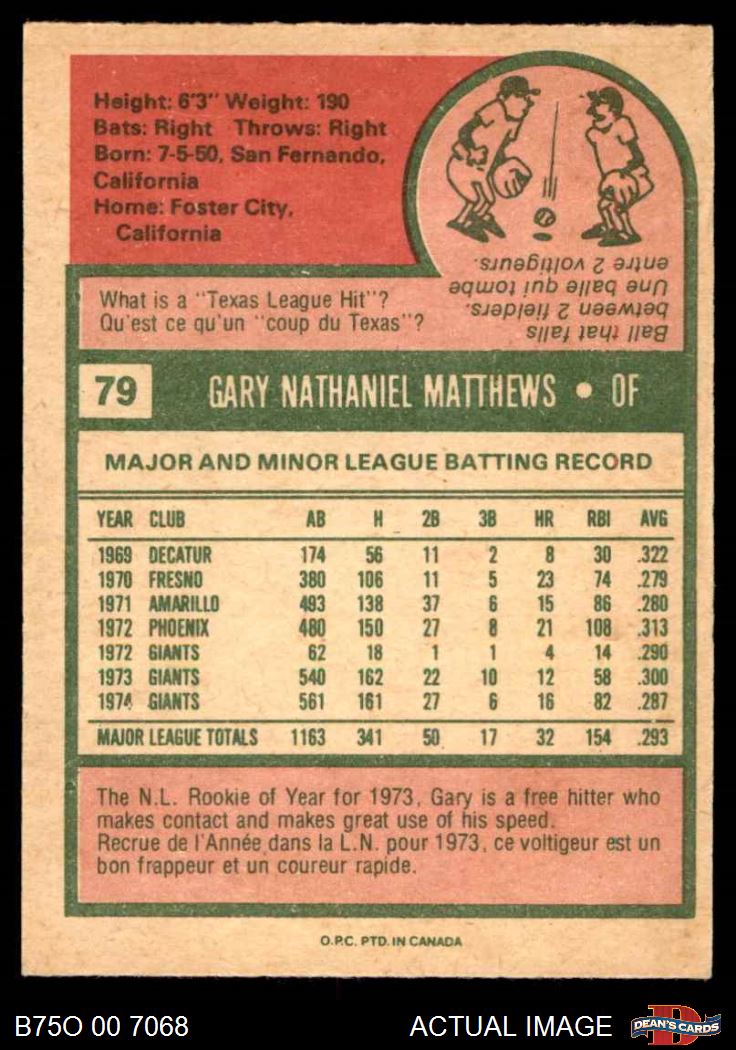 Height: 6'3" Weight: 190
Bats: Right Throws: Right
Born: 7-5-50, San Fernando,
California
Home: Foster City,
California
What is a "Texas League Hit"?
Qu'est ce qu'un "coup du Texas"?
Ball that falls
between 2 fielders.
Une balle qui tombe
entre 2 voltigeurs.
79 GARY NATHANIEL MATTHEWS • OF
MAJOR AND MINOR LEAGUE BATTING RECORD
YEAR CLUB AB H 2B 3B HR RBI AVG
1969 DECATUR 174 56 11 2 8 30 .322
1970 FRESNO 380 106 11 5 23 74 .279
1971 AMARILLO 493 138 37 6 15 86 .280
1972 PHOENIX 480 150 27 8 21 108 .313
1972 GIANTS 62 18 1 1 4 14 .290
1973 GIANTS 540 162 22 10 12 58 .300
1974 GIANTS 561 161 27 6 16 82 .287
MAJOR LEAGUE TOTALS 1163 341 50 17 32 154 .293
The N.L. Rookie of Year for 1973, Gary is a free hitter who
makes contact and makes great use of his speed.
Recrue de l'Année dans la L.N. pour 1973, ce voltigeur est un
bon frappeur et un coureur rapide.
O.P.C. PTD. IN CANADA
B75O 00 7068 ACTUAL IMAGE D DEAN'S CARDS